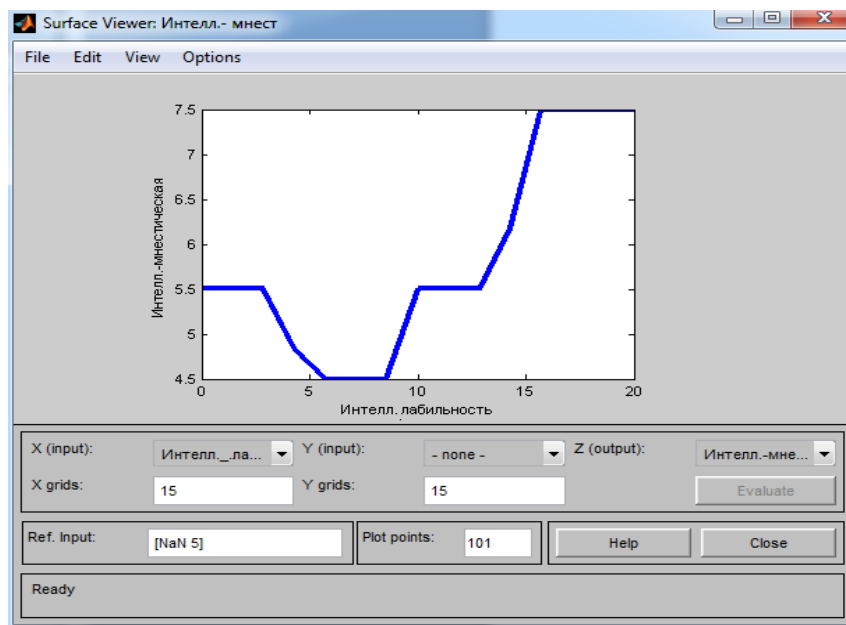 Surface Viewer: Интелл.- мнест
File Edit View Options
7.5
7
6.5
6
5.5
5
4.5
Интелл.-мнестическая
0 5 10 15 20
Интелл. лабильность
X (input): Интелл._.ла... Y (input): - none - Z (output): Интелл.-мне...
X grids: 15 Y grids: 15 Evaluate
Ref. Input: [NaN 5] Plot points: 101 Help Close
Ready